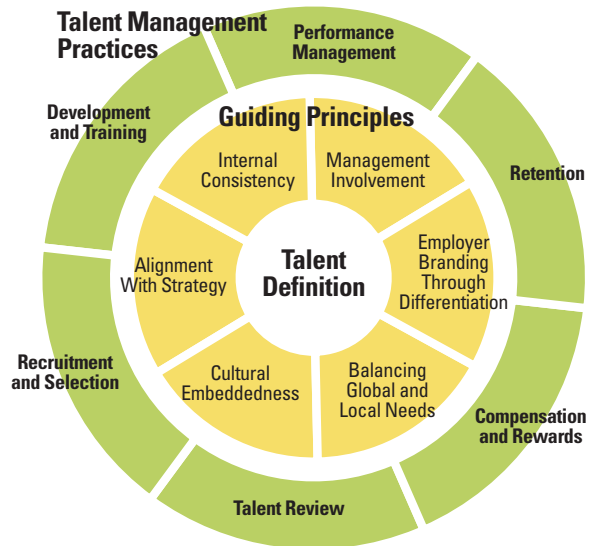 Talent Management
Practices
Performance
Management
Development
and Training
Guiding Principles
Internal
Consistency
Management
Involvement
Retention
Alignment
With Strategy
Talent
Definition
Employer
Branding
Through
Differentiation
Recruitment
and Selection
Cultural
Embeddedness
Balancing
Global and
Local Needs
Compensation
and Rewards
Talent Review